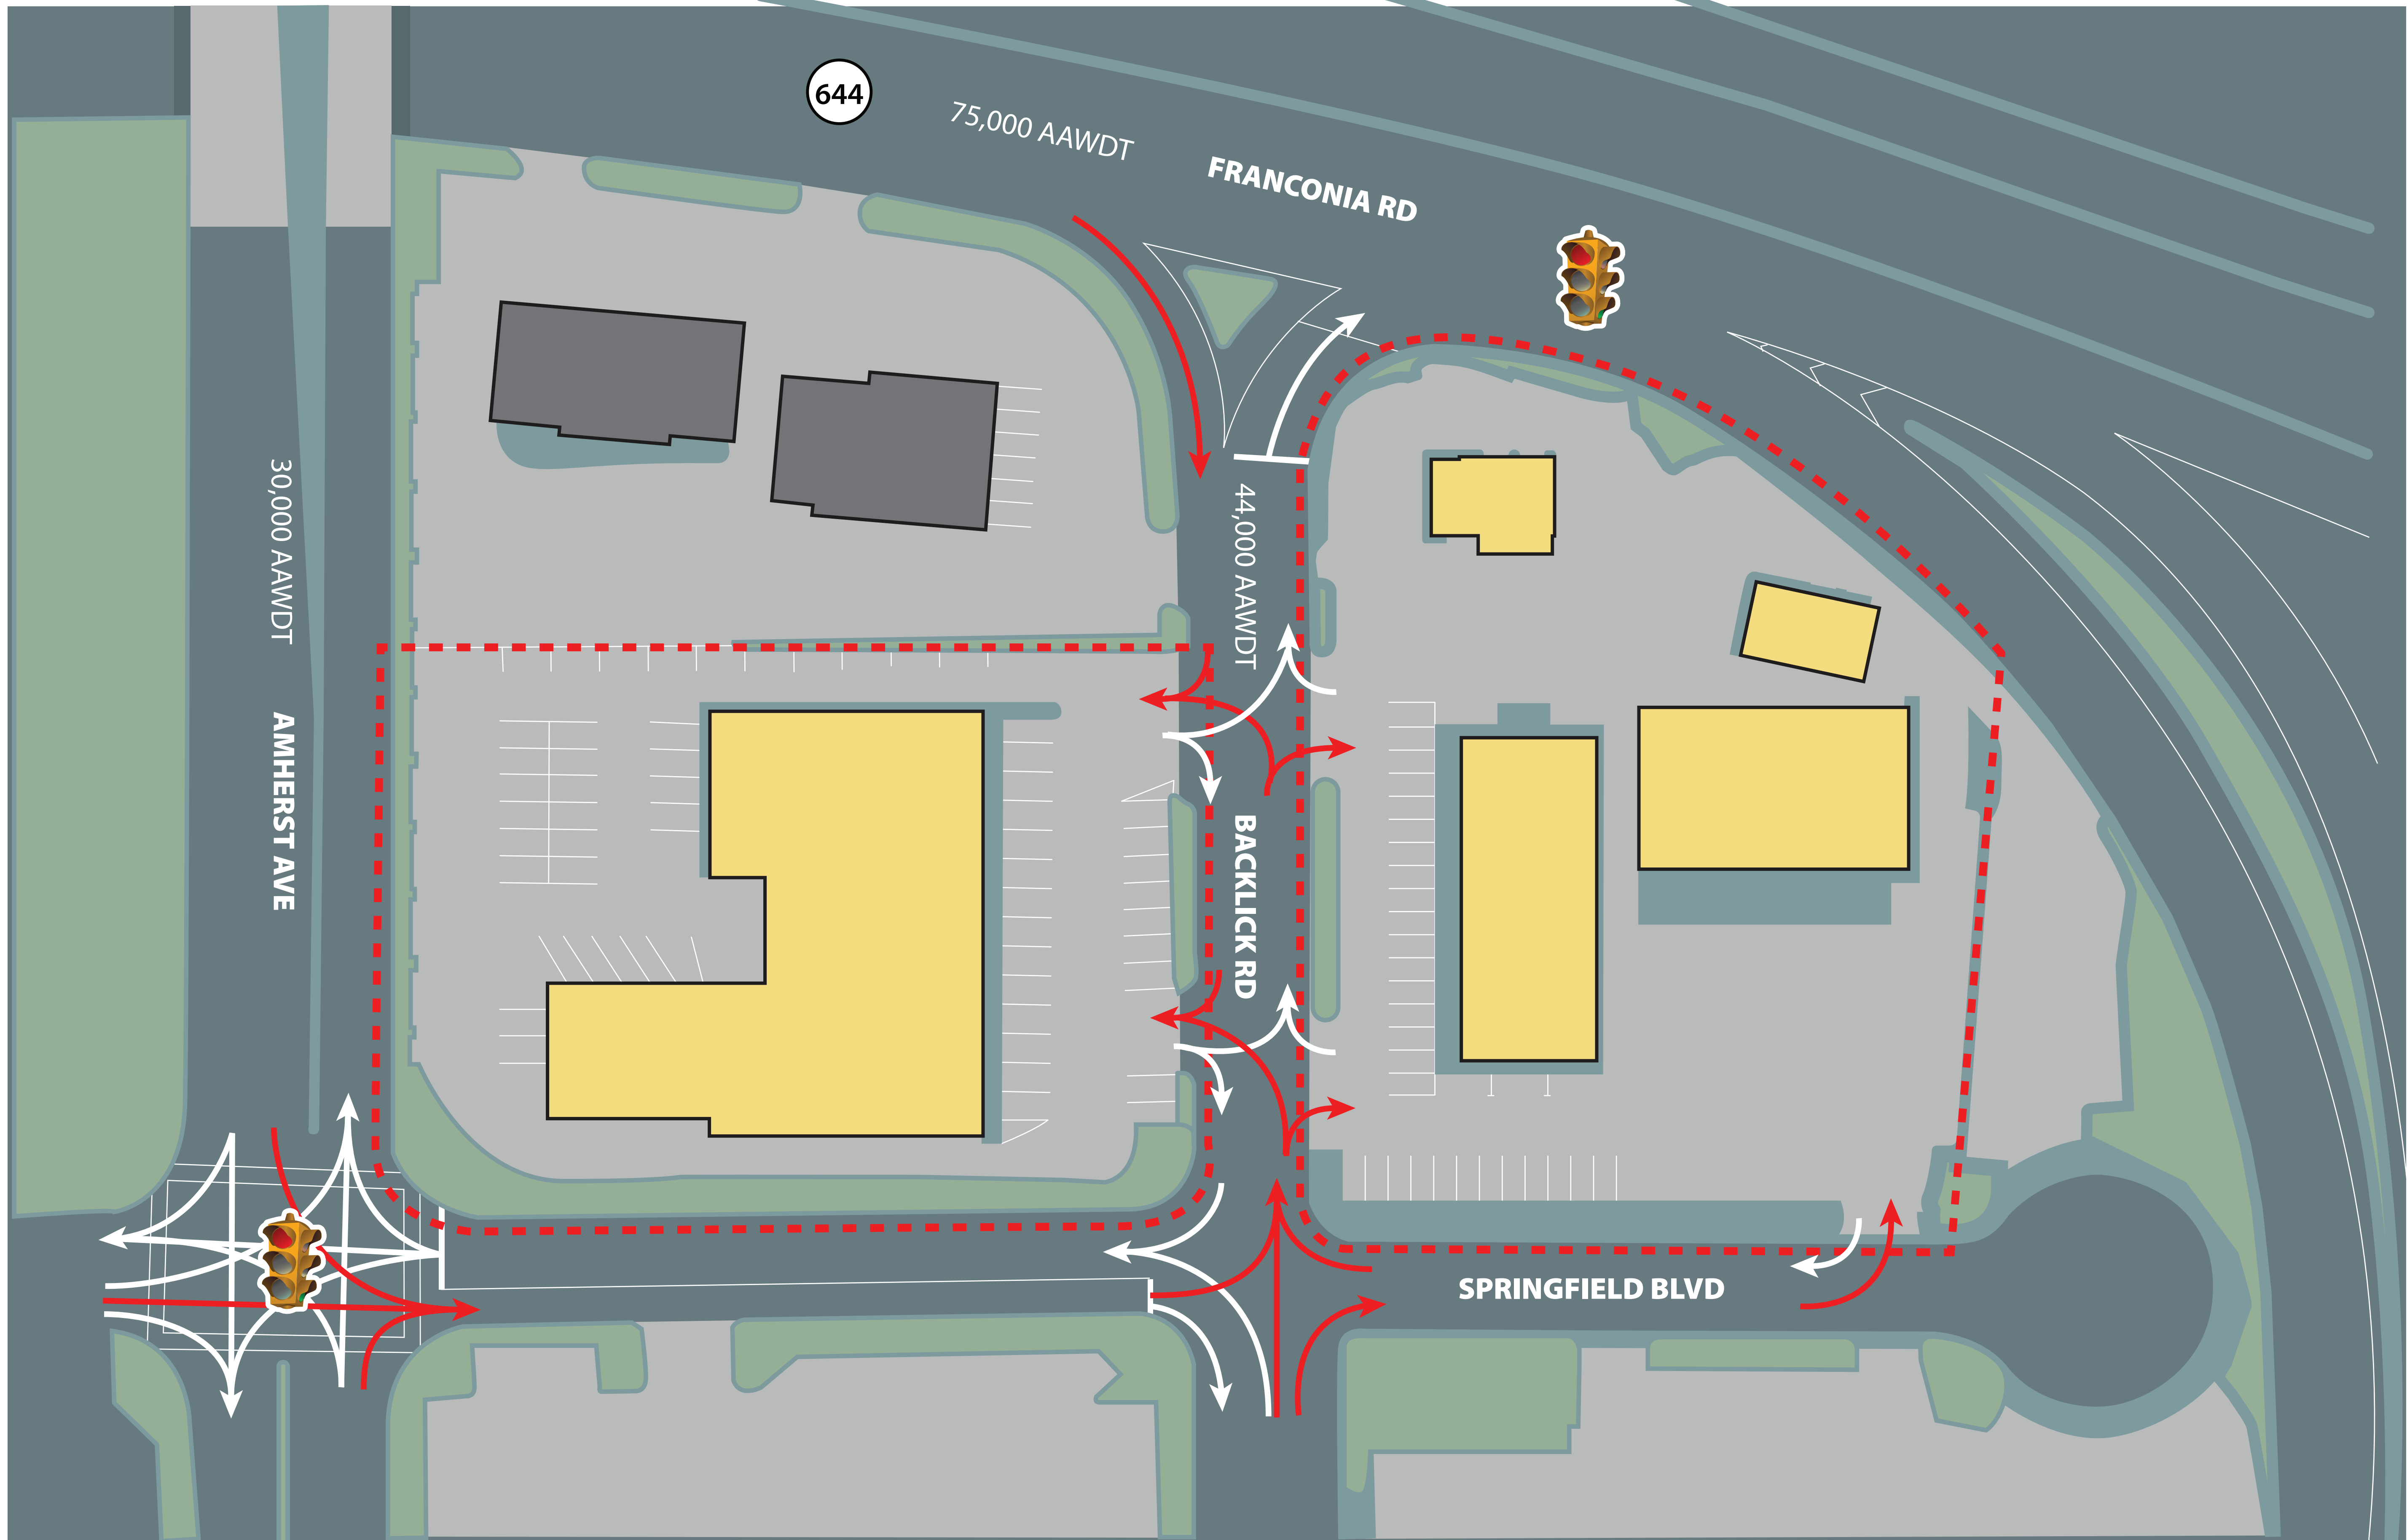 644
75,000 AAWDT
FRANCONIA RD
30,000 AAWDT
AMHERST AVE
44,000 AAWDT
BACKLICK RD
SPRINGFIELD BLVD